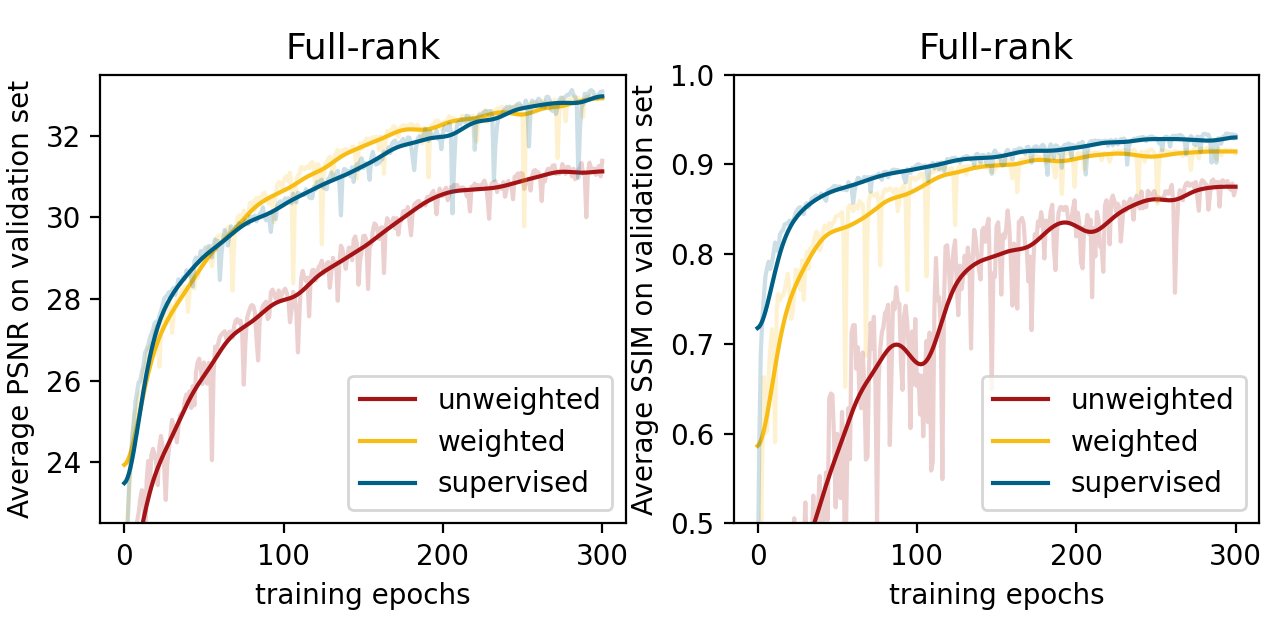 Full-rank
Average PSNR on validation set
32
30
28
26
24
0
100
200
300
training epochs
unweighted
weighted
supervised
Full-rank
Average SSIM on validation set
1.0
0.9
0.8
0.7
0.6
0.5
0
100
200
300
training epochs
unweighted
weighted
supervised